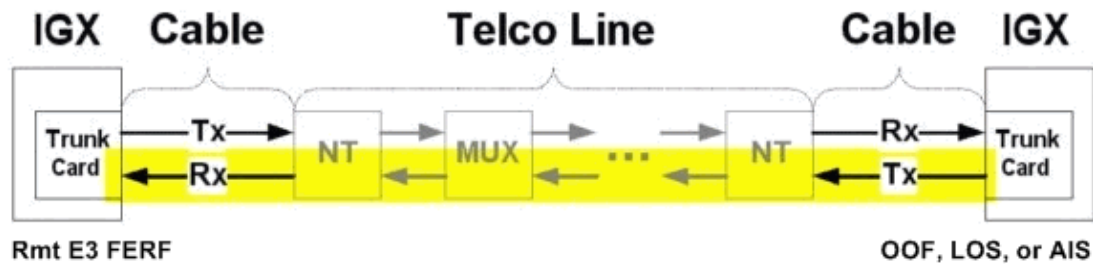 IGX Cable Telco Line Cable IGX
Trunk Card Tx NT MUX ... NT Rx Trunk Card
Rx Tx
Rmt E3 FERF OOF, LOS, or AIS